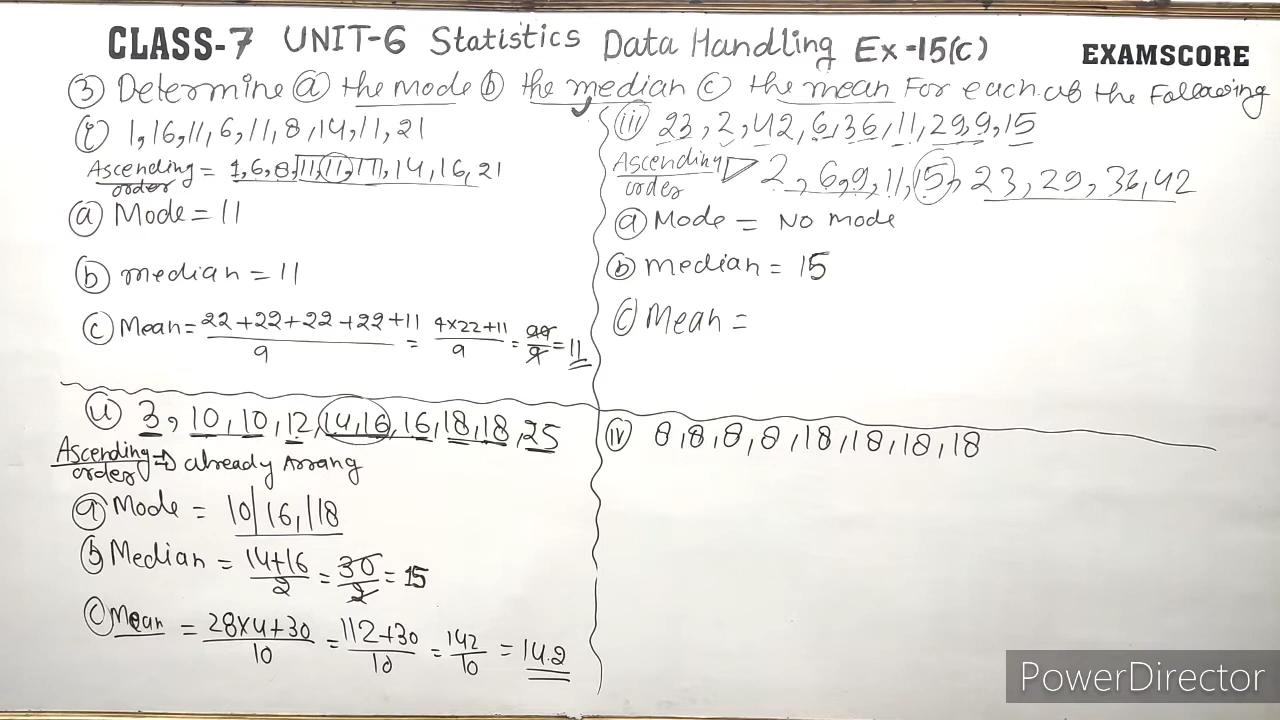 CLASS-7 UNIT-6 Statistics Data Handling Ex-15(c) EXAMSCORE
③ Determine ⓐ the mode ⓑ the median ⓒ the mean For each of the Following
(i) 1,16,11,6,11,8,14,11,21
Ascending order = 1,6,8,11,11,11,14,16,21
ⓐ Mode = 11
ⓑ median = 11
ⓒ Mean = 22+22+22+22+11/9 = 4x22+11/9 = 99/9 = 11
(ii) 3, 10, 10, 12, 14, 16, 16, 18, 18, 25
Ascending order ⇒ already Arrang
ⓐ Mode = 10, 16, 18
ⓑ Median = 14+16/2 = 30/2 = 15
ⓒ Mean = 28x4+30/10 = 112+30/10 = 142/10 = 14.2
(iii) 23, 2, 42, 6, 36, 11, 29, 9, 15
Ascending order 2, 6, 9, 11, 15, 23, 29, 36, 42
ⓐ Mode = No mode
ⓑ median = 15
ⓒ Mean =
(iv) 8, 8, 8, 8, 18, 18, 18, 18
PowerDirector